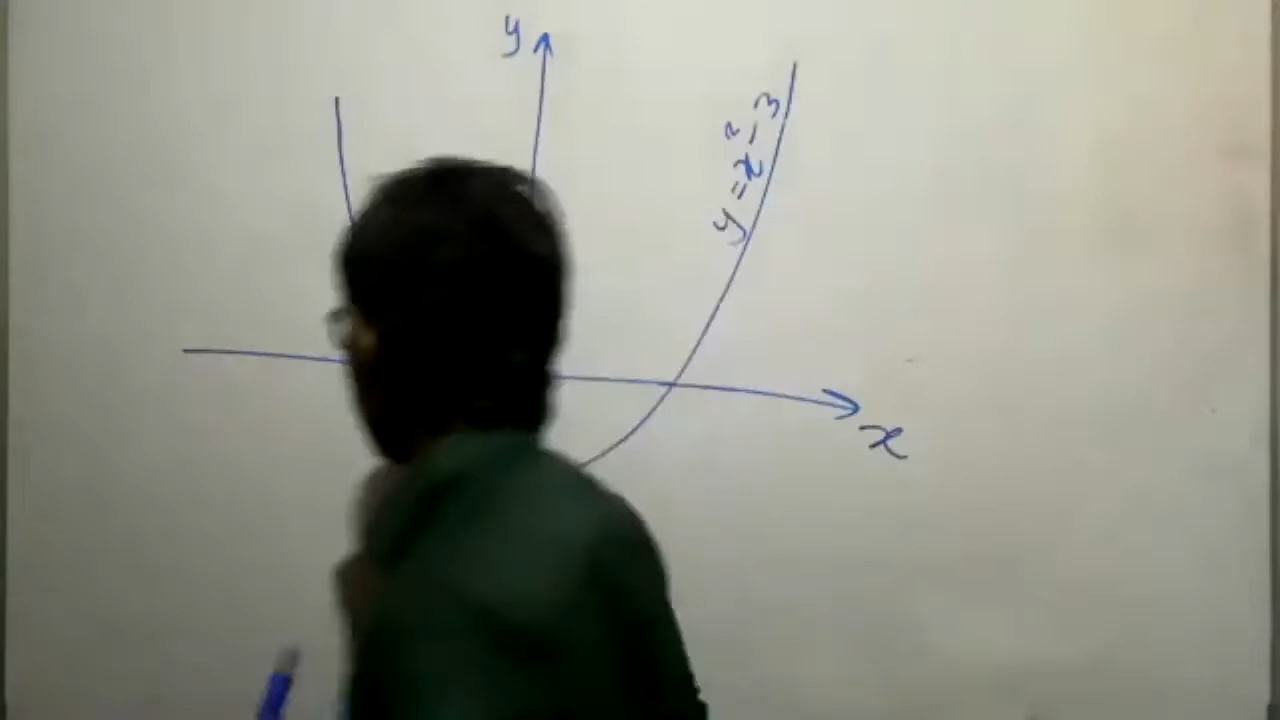 y
y = x² - 3
x